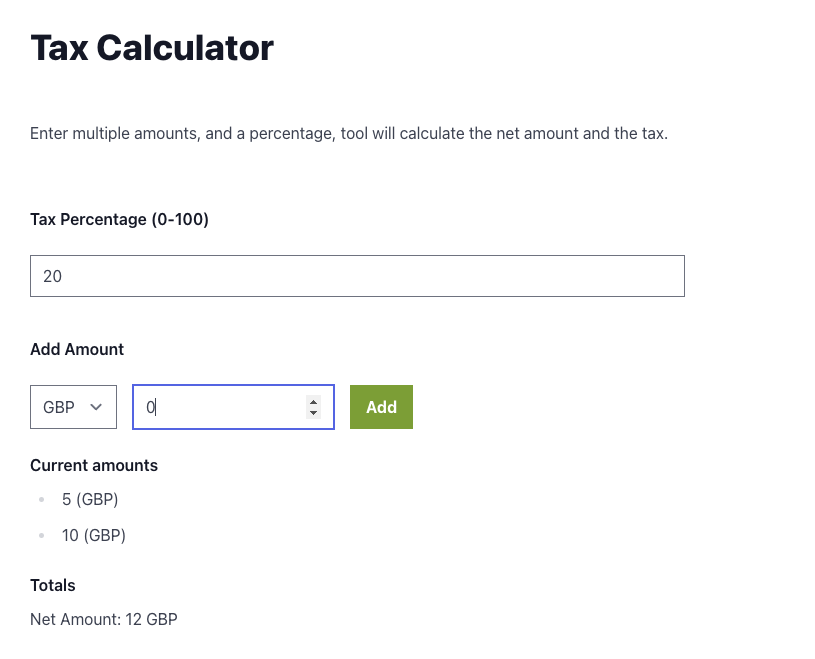 Tax Calculator
Enter multiple amounts, and a percentage, tool will calculate the net amount and the tax.
Tax Percentage (0-100)
20
Add Amount
GBP 0 Add
Current amounts
5 (GBP)
10 (GBP)
Totals
Net Amount: 12 GBP